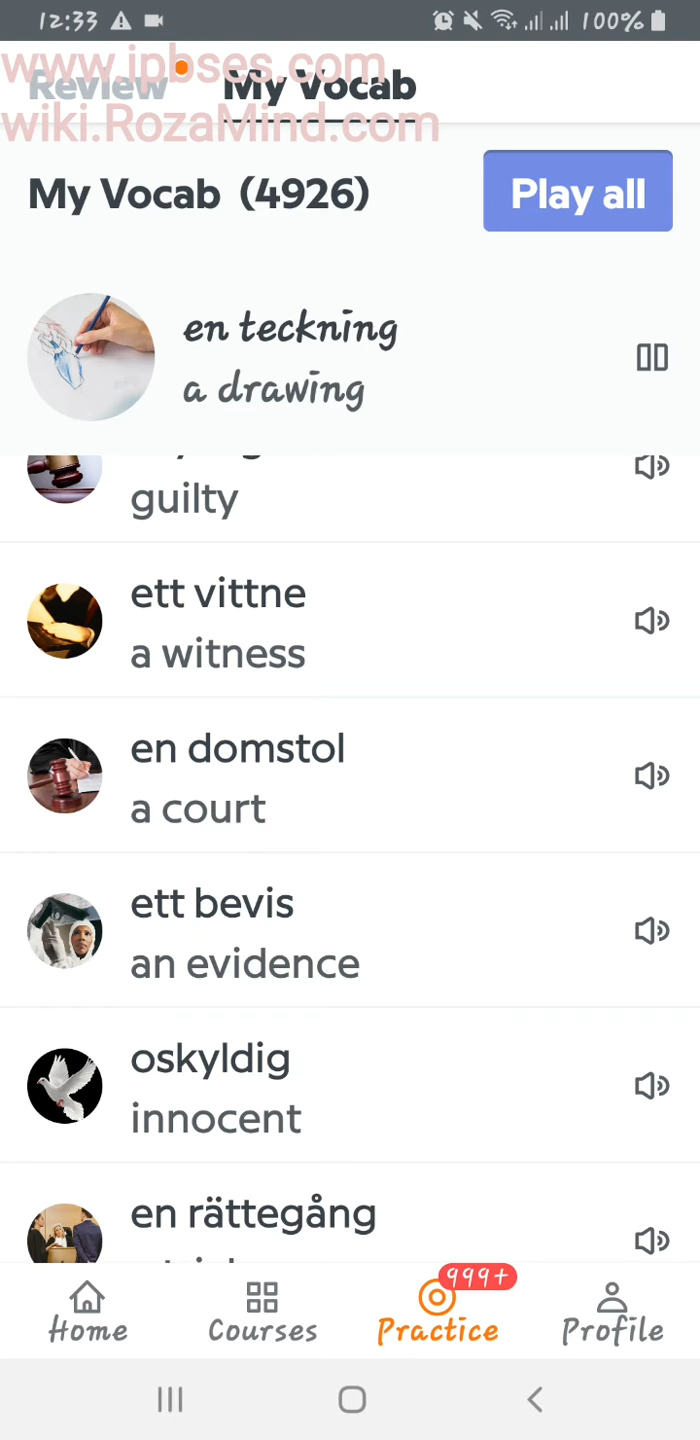 12:33 100%
www.ipbses.com
Review My Vocab
wiki.RozaMind.com
My Vocab (4926) Play all
en teckning
a drawing
guilty
ett vittne
a witness
en domstol
a court
ett bevis
an evidence
oskyldig
innocent
en rättegång
999+
Home Courses Practice Profile